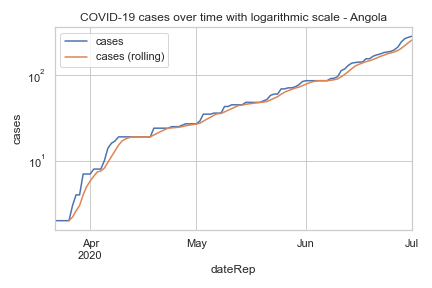 COVID-19 cases over time with logarithmic scale - Angola
cases
cases (rolling)
10²
10¹
cases
Apr
2020
May
Jun
Jul
dateRep